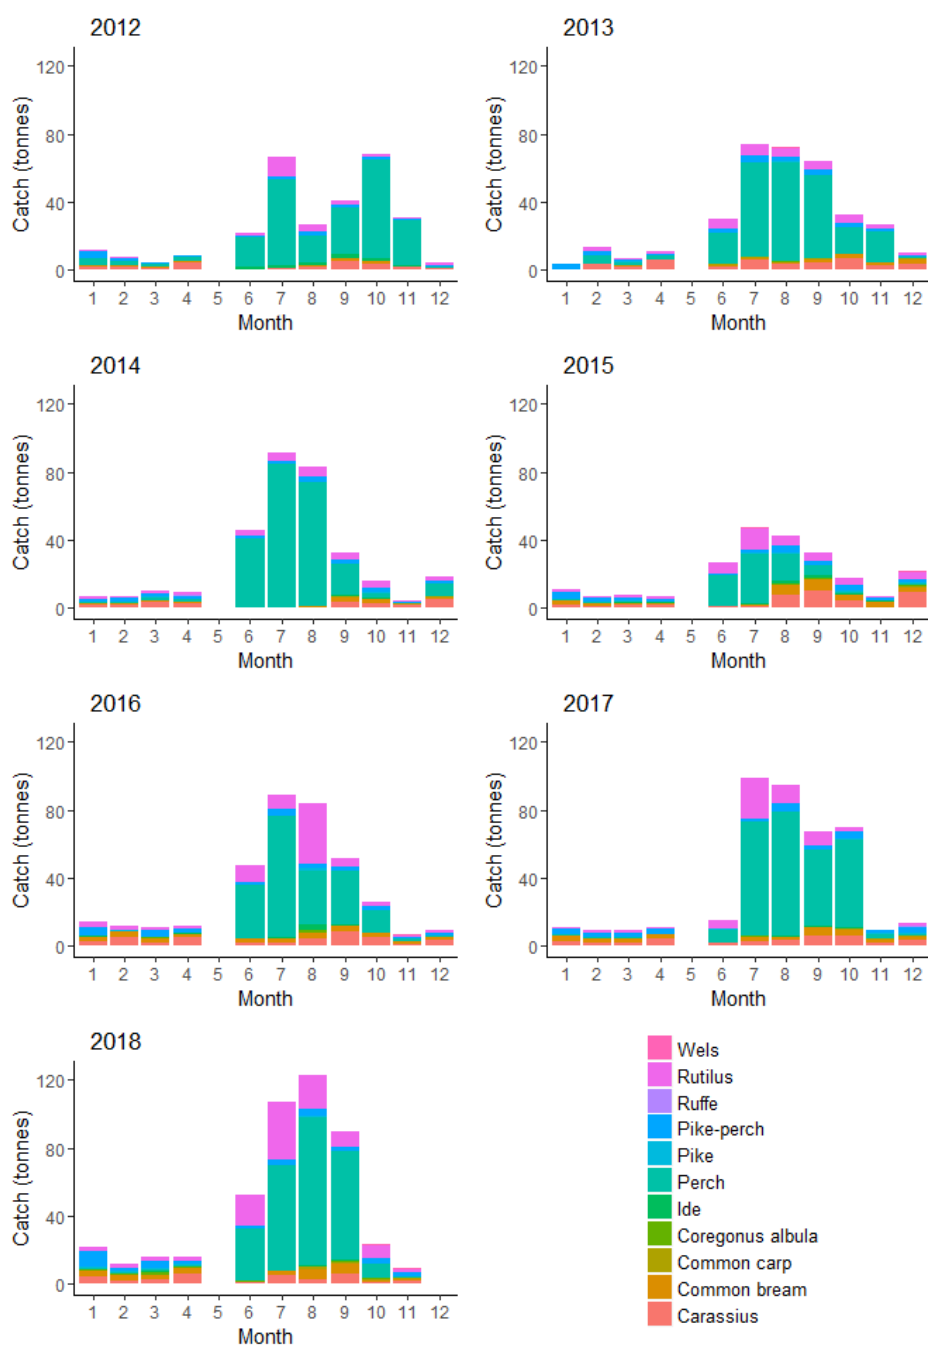 2012
2013
120
80
40
0
Catch (tonnes)
1 2 3 4 5 6 7 8 9 10 11 12
Month
120
80
40
0
Catch (tonnes)
1 2 3 4 5 6 7 8 9 10 11 12
Month
2014
2015
120
80
40
0
Catch (tonnes)
1 2 3 4 5 6 7 8 9 10 11 12
Month
120
80
40
0
Catch (tonnes)
1 2 3 4 5 6 7 8 9 10 11 12
Month
2016
2017
120
80
40
0
Catch (tonnes)
1 2 3 4 5 6 7 8 9 10 11 12
Month
120
80
40
0
Catch (tonnes)
1 2 3 4 5 6 7 8 9 10 11 12
Month
2018
120
80
40
0
Catch (tonnes)
1 2 3 4 5 6 7 8 9 10 11 12
Month
Wels
Rutilus
Ruffe
Pike-perch
Pike
Perch
Ide
Coregonus albula
Common carp
Common bream
Carassius